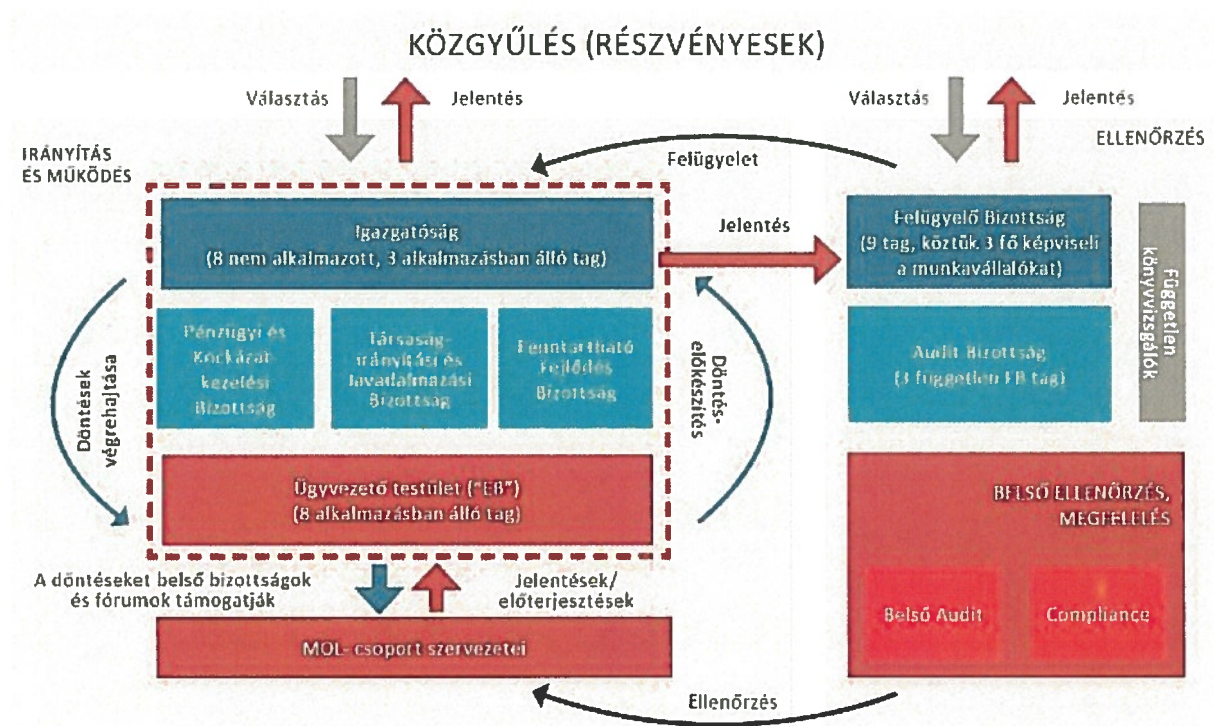 KÖZGYŰLÉS (RÉSZVÉNYESEK)
Választás
Jelentés
Választás
Jelentés
IRÁNYÍTÁS
ÉS MŰKÖDÉS
Felügyelet
ELLENŐRZÉS
Igazgatóság
(8 nem alkalmazott, 3 alkalmazásban álló tag)
Jelentés
Felügyelő Bizottság
(9 tag, köztük 3 fő képviseli
a munkavállalókat)
Független
könyvvizsgálók
Pénzügyi és
Kockázat-
kezelési
Bizottság
Társaság-
irányítási és
Javadalmazási
Bizottság
Fenntartható
Fejlődés
Bizottság
Audit Bizottság
(3 független FB tag)
Döntések
végrehajtása
Döntés-
előkészítés
Ügyvezető testület ("EB")
(8 alkalmazásban álló tag)
BELSŐ ELLENŐRZÉS,
MEGFELELÉS
A döntéseket belső bizottságok
és fórumok támogatják
Jelentések/
előterjesztések
Belső Audit
Compliance
MOL- csoport szervezetei
Ellenőrzés